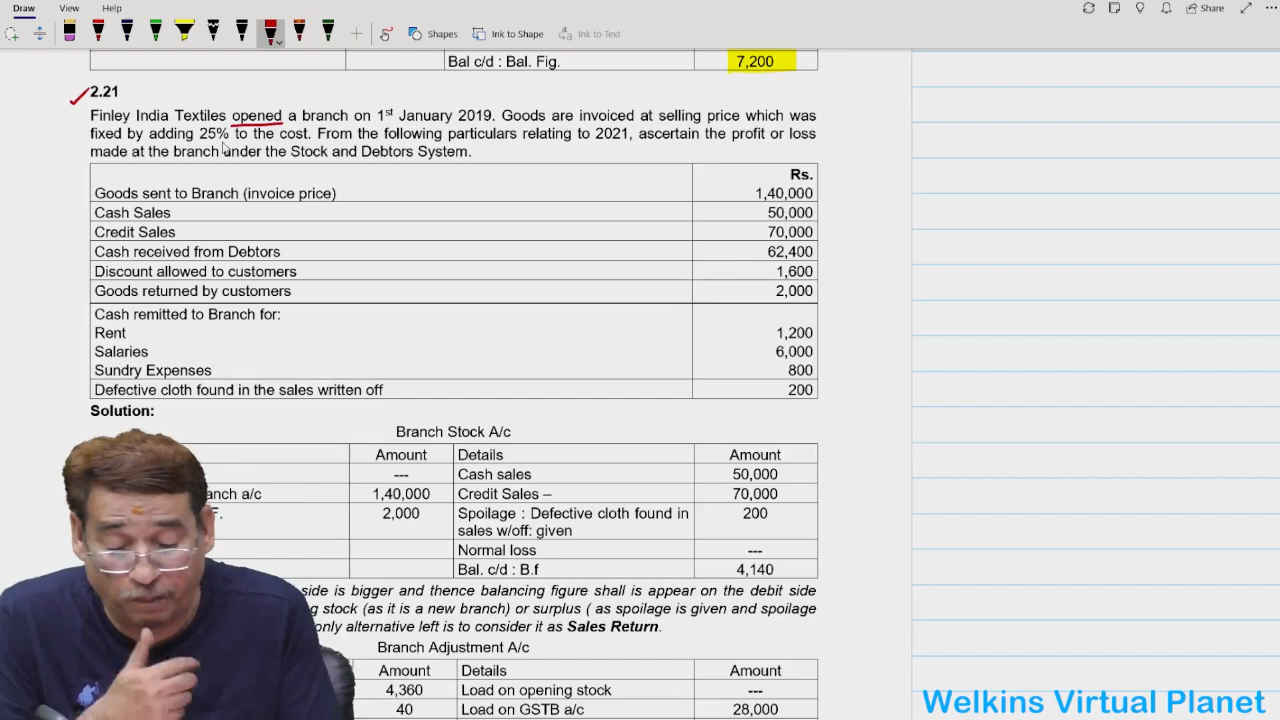 Draw View Help
Share
Shapes Ink to Shape Ink to Text
Bal c/d : Bal. Fig. 7,200
2.21
Finley India Textiles opened a branch on 1st January 2019. Goods are invoiced at selling price which was
fixed by adding 25% to the cost. From the following particulars relating to 2021, ascertain the profit or loss
made at the branch under the Stock and Debtors System.
Rs.
Goods sent to Branch (invoice price) 1,40,000
Cash Sales 50,000
Credit Sales 70,000
Cash received from Debtors 62,400
Discount allowed to customers 1,600
Goods returned by customers 2,000
Cash remitted to Branch for:
Rent 1,200
Salaries 6,000
Sundry Expenses 800
Defective cloth found in the sales written off 200
Solution:
Branch Stock A/c
Amount Details Amount
--- Cash sales 50,000
anch a/c 1,40,000 Credit Sales – 70,000
F. 2,000 Spoilage : Defective cloth found in 200
sales w/off: given
Normal loss ---
Bal. c/d : B.f 4,140
side is bigger and thence balancing figure shall is appear on the debit side
g stock (as it is a new branch) or surplus ( as spoilage is given and spoilage
only alternative left is to consider it as Sales Return.
Branch Adjustment A/c
Amount Details Amount
4,360 Load on opening stock ---
40 Load on GSTB a/c 28,000
Welkins Virtual Planet